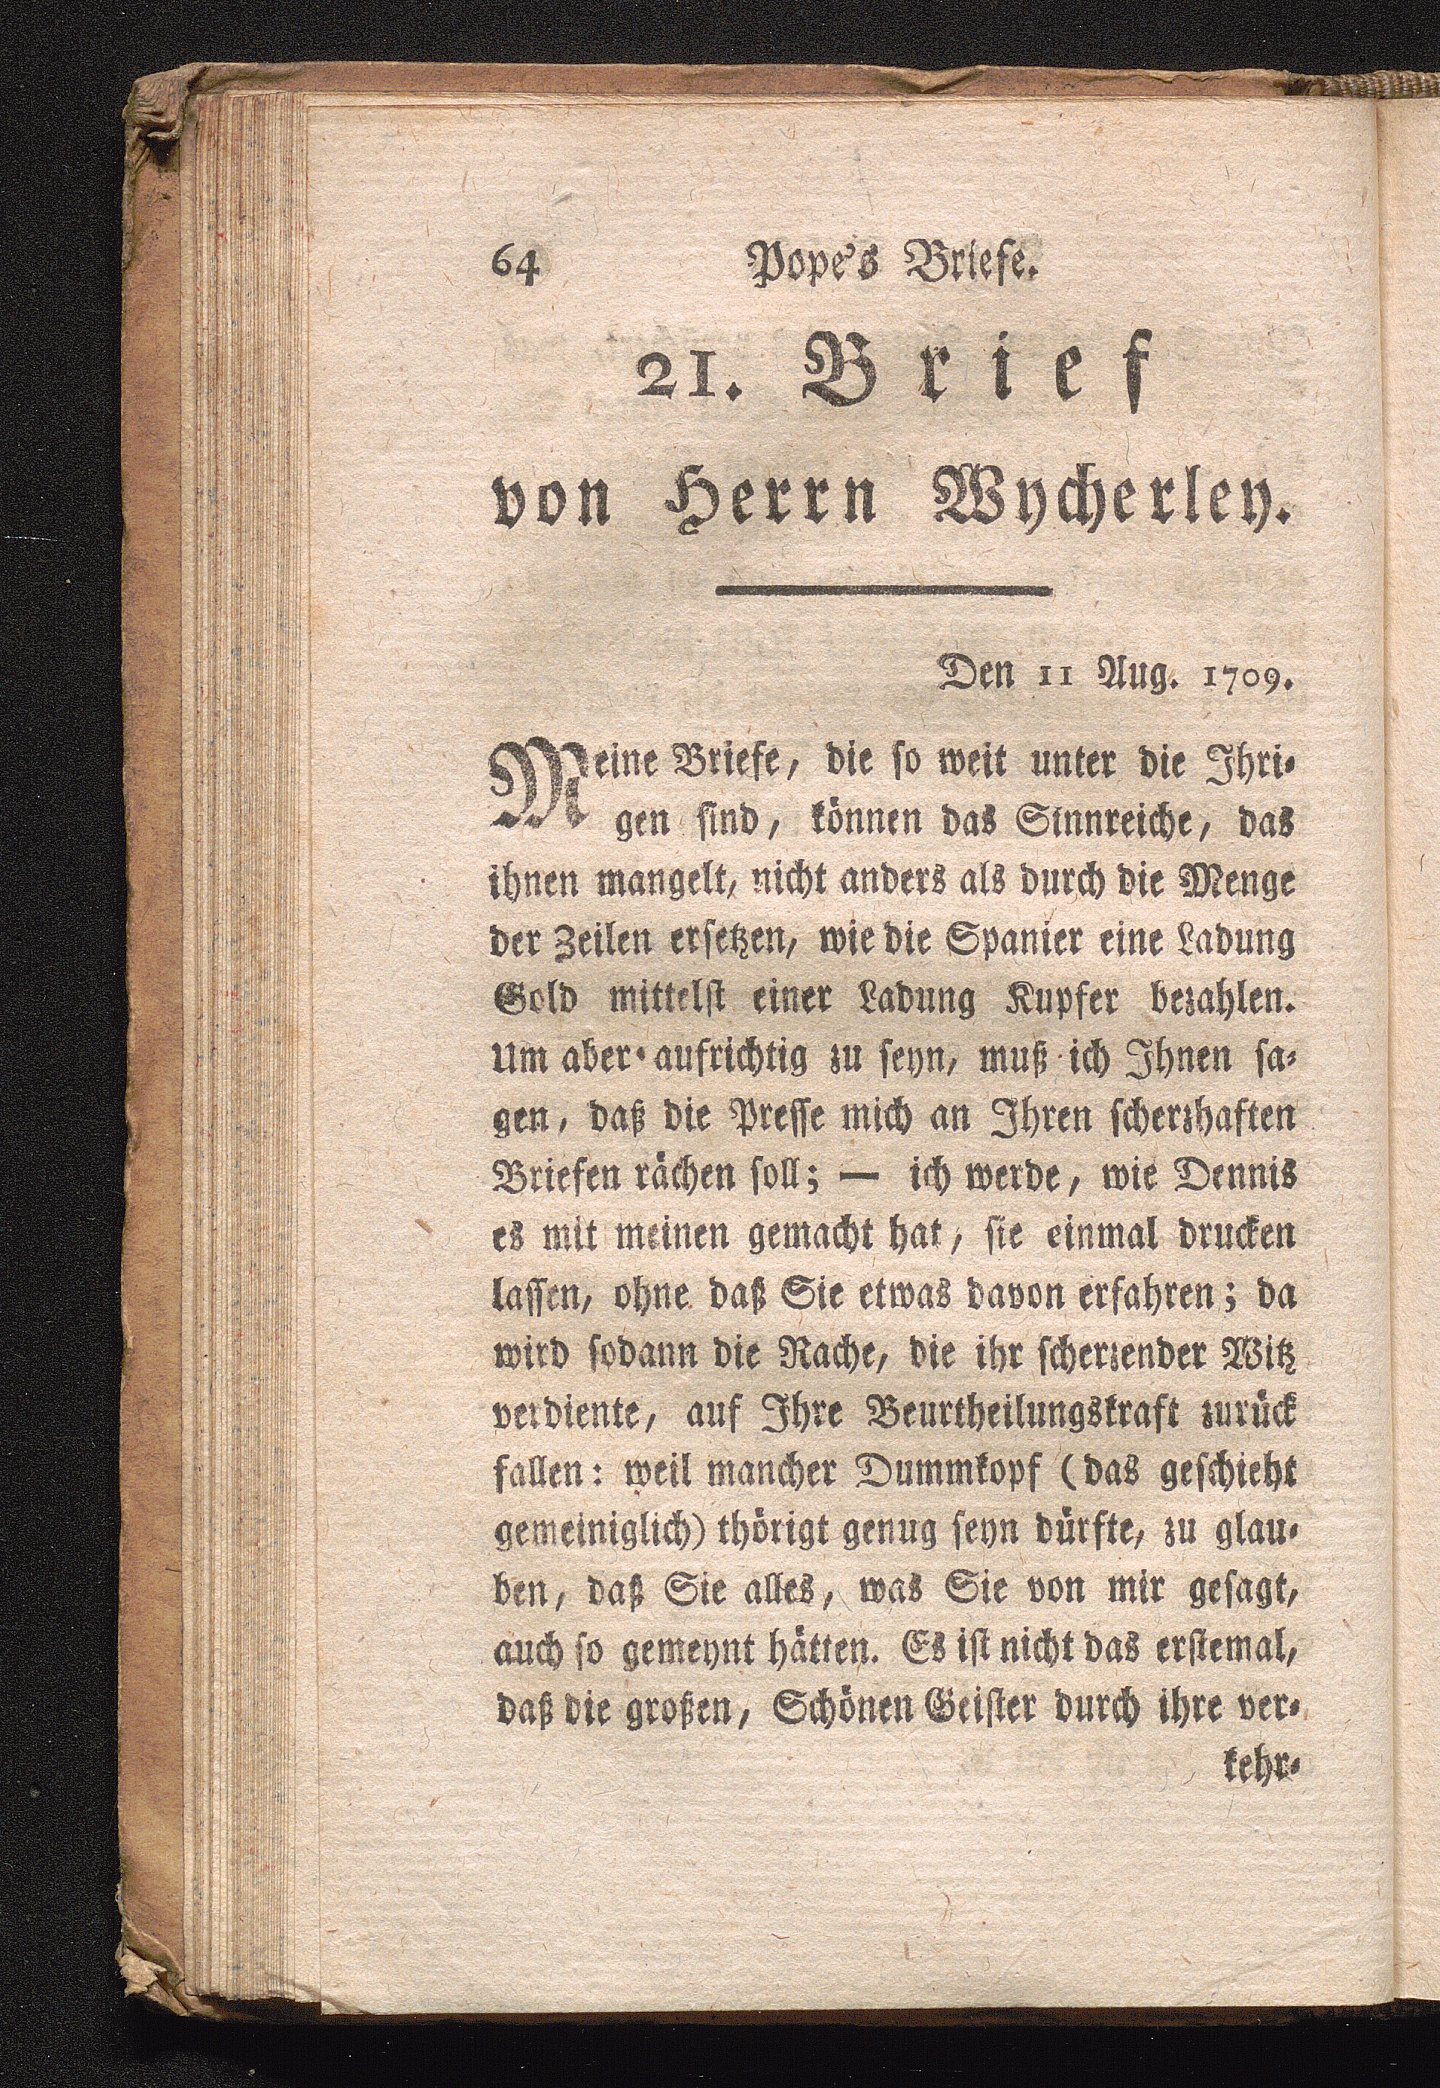 64 Pope's Briefe.
21. Brief
von Herrn Wycherley.
Den 11 Aug. 1709.
Meine Briefe, die so weit unter die Ihri-
gen sind, können das Sinnreiche, das
ihnen mangelt, nicht anders als durch die Menge
der Zeilen ersetzen, wie die Spanier eine Ladung
Gold mittelst einer Ladung Kupfer bezahlen.
Um aber aufrichtig zu seyn, muß ich Ihnen sa-
gen, daß die Presse mich an Ihren scherzhaften
Briefen rächen soll; — ich werde, wie Dennis
es mit meinen gemacht hat, sie einmal drucken
lassen, ohne daß Sie etwas davon erfahren; da
wird sodann die Rache, die ihr scherzender Witz
verdiente, auf Ihre Beurtheilungskraft zurück
fallen: weil mancher Dummkopf (das geschieht
gemeiniglich) thörigt genug seyn dürfte, zu glau-
ben, daß Sie alles, was Sie von mir gesagt,
auch so gemeynt hätten. Es ist nicht das erstemal,
daß die großen, Schönen Geister durch ihre ver-
kehr-